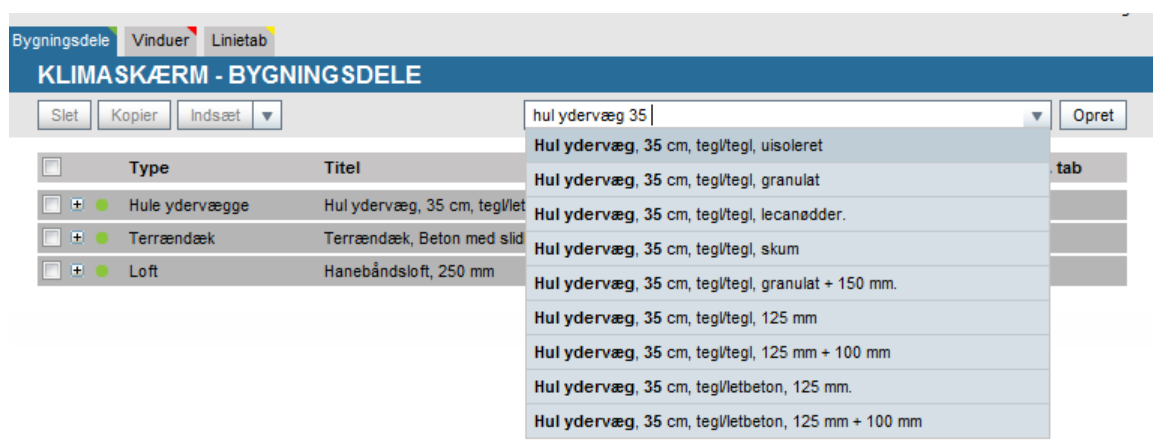 Bygningsdele Vinduer Linietab
KLIMASKÆRM - BYGNINGSDELE
Slet Kopier Indsæt hul ydervæg 35 Opret
Type Titel tab
Hul ydervæg, 35 cm, tegl/tegl, uisoleret
Hul ydervæg, 35 cm, tegl/tegl, granulat
Hul ydervæg, 35 cm, tegl/tegl, lecanødder.
Hul ydervæg, 35 cm, tegl/tegl, skum
Hul ydervæg, 35 cm, tegl/tegl, granulat + 150 mm.
Hul ydervæg, 35 cm, tegl/tegl, 125 mm
Hul ydervæg, 35 cm, tegl/tegl, 125 mm + 100 mm
Hul ydervæg, 35 cm, tegl/letbeton, 125 mm.
Hul ydervæg, 35 cm, tegl/letbeton, 125 mm + 100 mm
Hule ydervægge Hul ydervæg, 35 cm, tegl/tet
Terrændæk Terrændæk, Beton med slid
Loft Hanebåndsloft, 250 mm